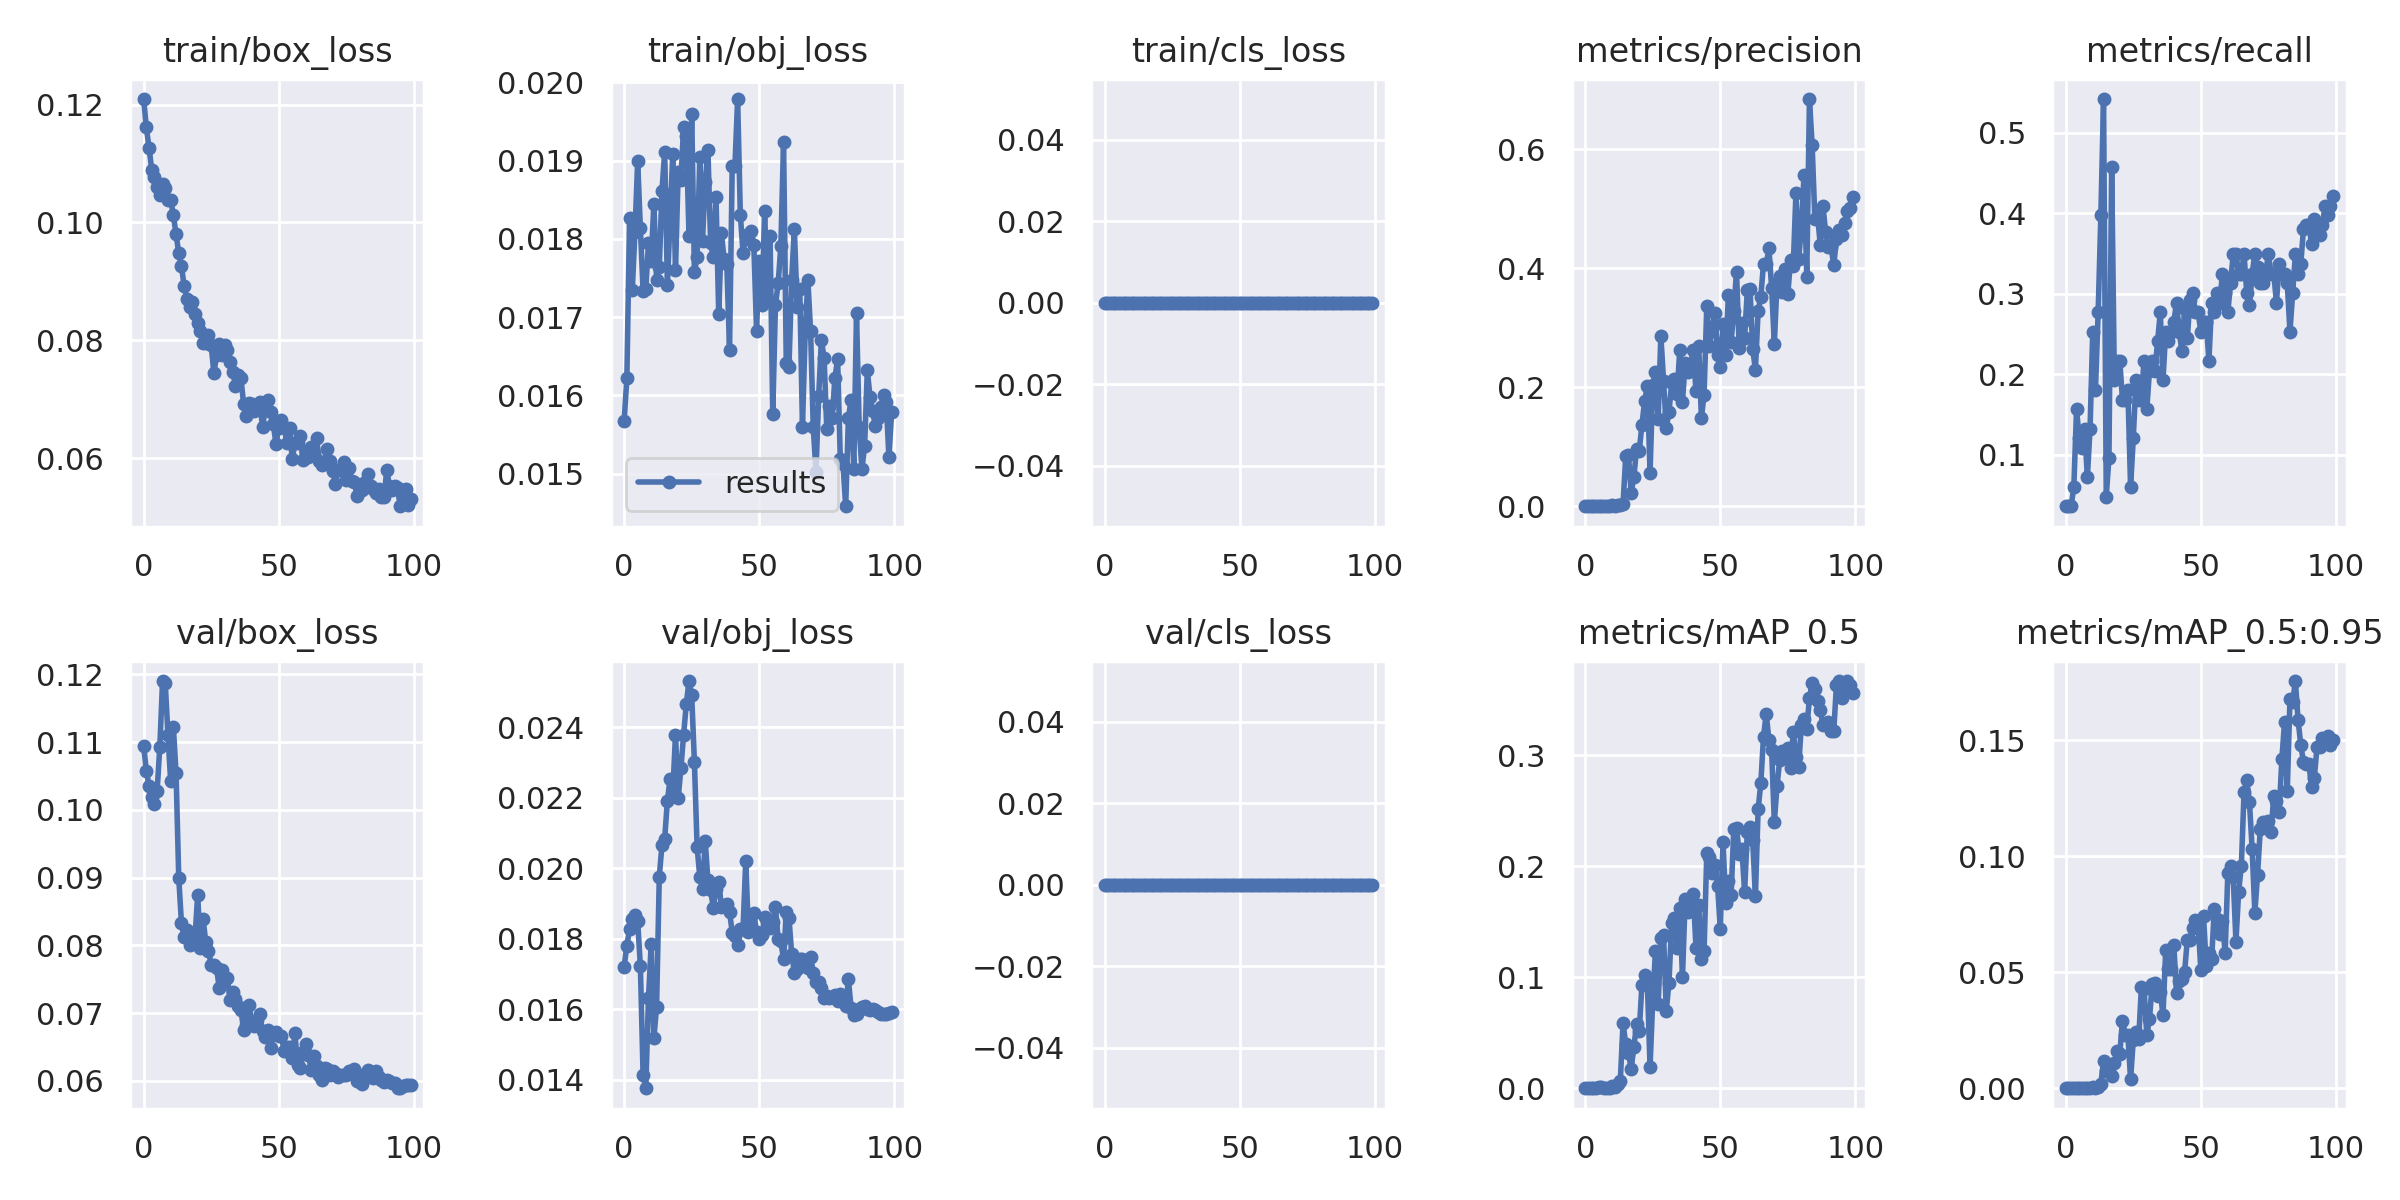 train/box_loss
train/obj_loss
train/cls_loss
metrics/precision
metrics/recall
0.12
0.10
0.08
0.06
0 50 100
0.020
0.019
0.018
0.017
0.016
0.015
results
0 50 100
0.04
0.02
0.00
−0.02
−0.04
0 50 100
0.6
0.4
0.2
0.0
0 50 100
0.5
0.4
0.3
0.2
0.1
0 50 100
val/box_loss
val/obj_loss
val/cls_loss
metrics/mAP_0.5
metrics/mAP_0.5:0.95
0.12
0.11
0.10
0.09
0.08
0.07
0.06
0 50 100
0.024
0.022
0.020
0.018
0.016
0.014
0 50 100
0.04
0.02
0.00
−0.02
−0.04
0 50 100
0.3
0.2
0.1
0.0
0 50 100
0.15
0.10
0.05
0.00
0 50 100